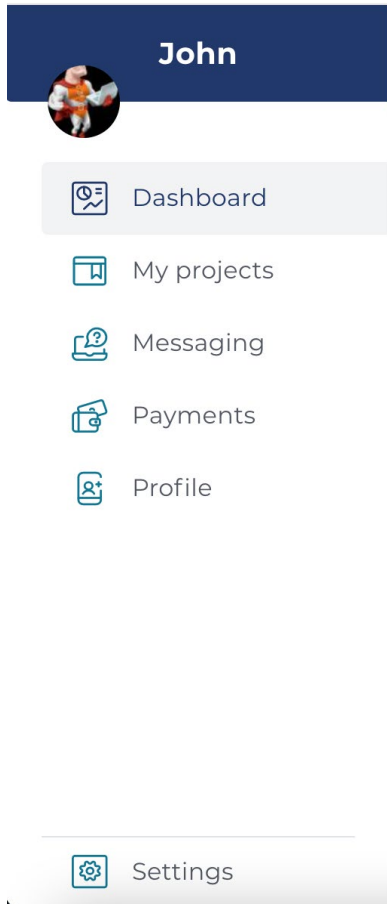 John
Dashboard
My projects
Messaging
Payments
Profile
Settings